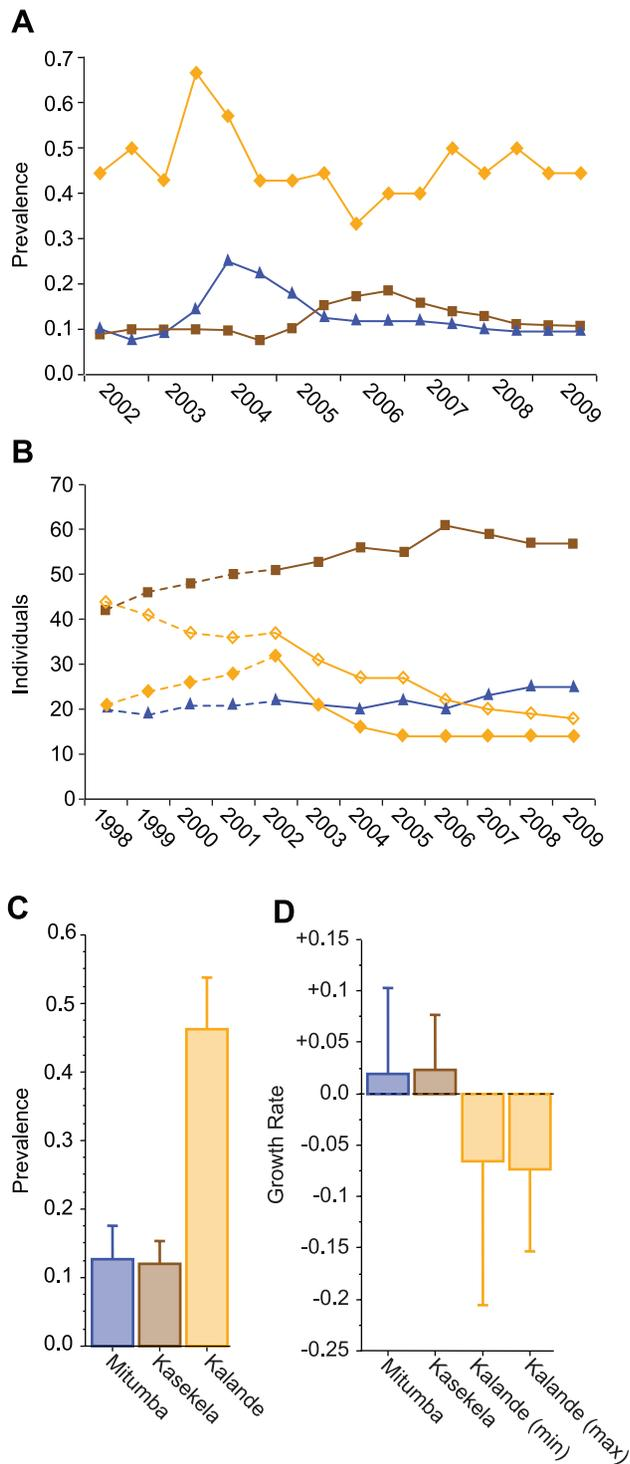 A
Prevalence
0.7
0.6
0.5
0.4
0.3
0.2
0.1
0.0
2002 2003 2004 2005 2006 2007 2008 2009
B
Individuals
70
60
50
40
30
20
10
0
1998 1999 2000 2001 2002 2003 2004 2005 2006 2007 2008 2009
C
Prevalence
0.6
0.5
0.4
0.3
0.2
0.1
0.0
Mitumba Kasekela Kalande
D
Growth Rate
+0.15
+0.1
+0.05
0.0
-0.05
-0.1
-0.15
-0.2
-0.25
Mitumba Kasekela Kalande (min) Kalande (max)